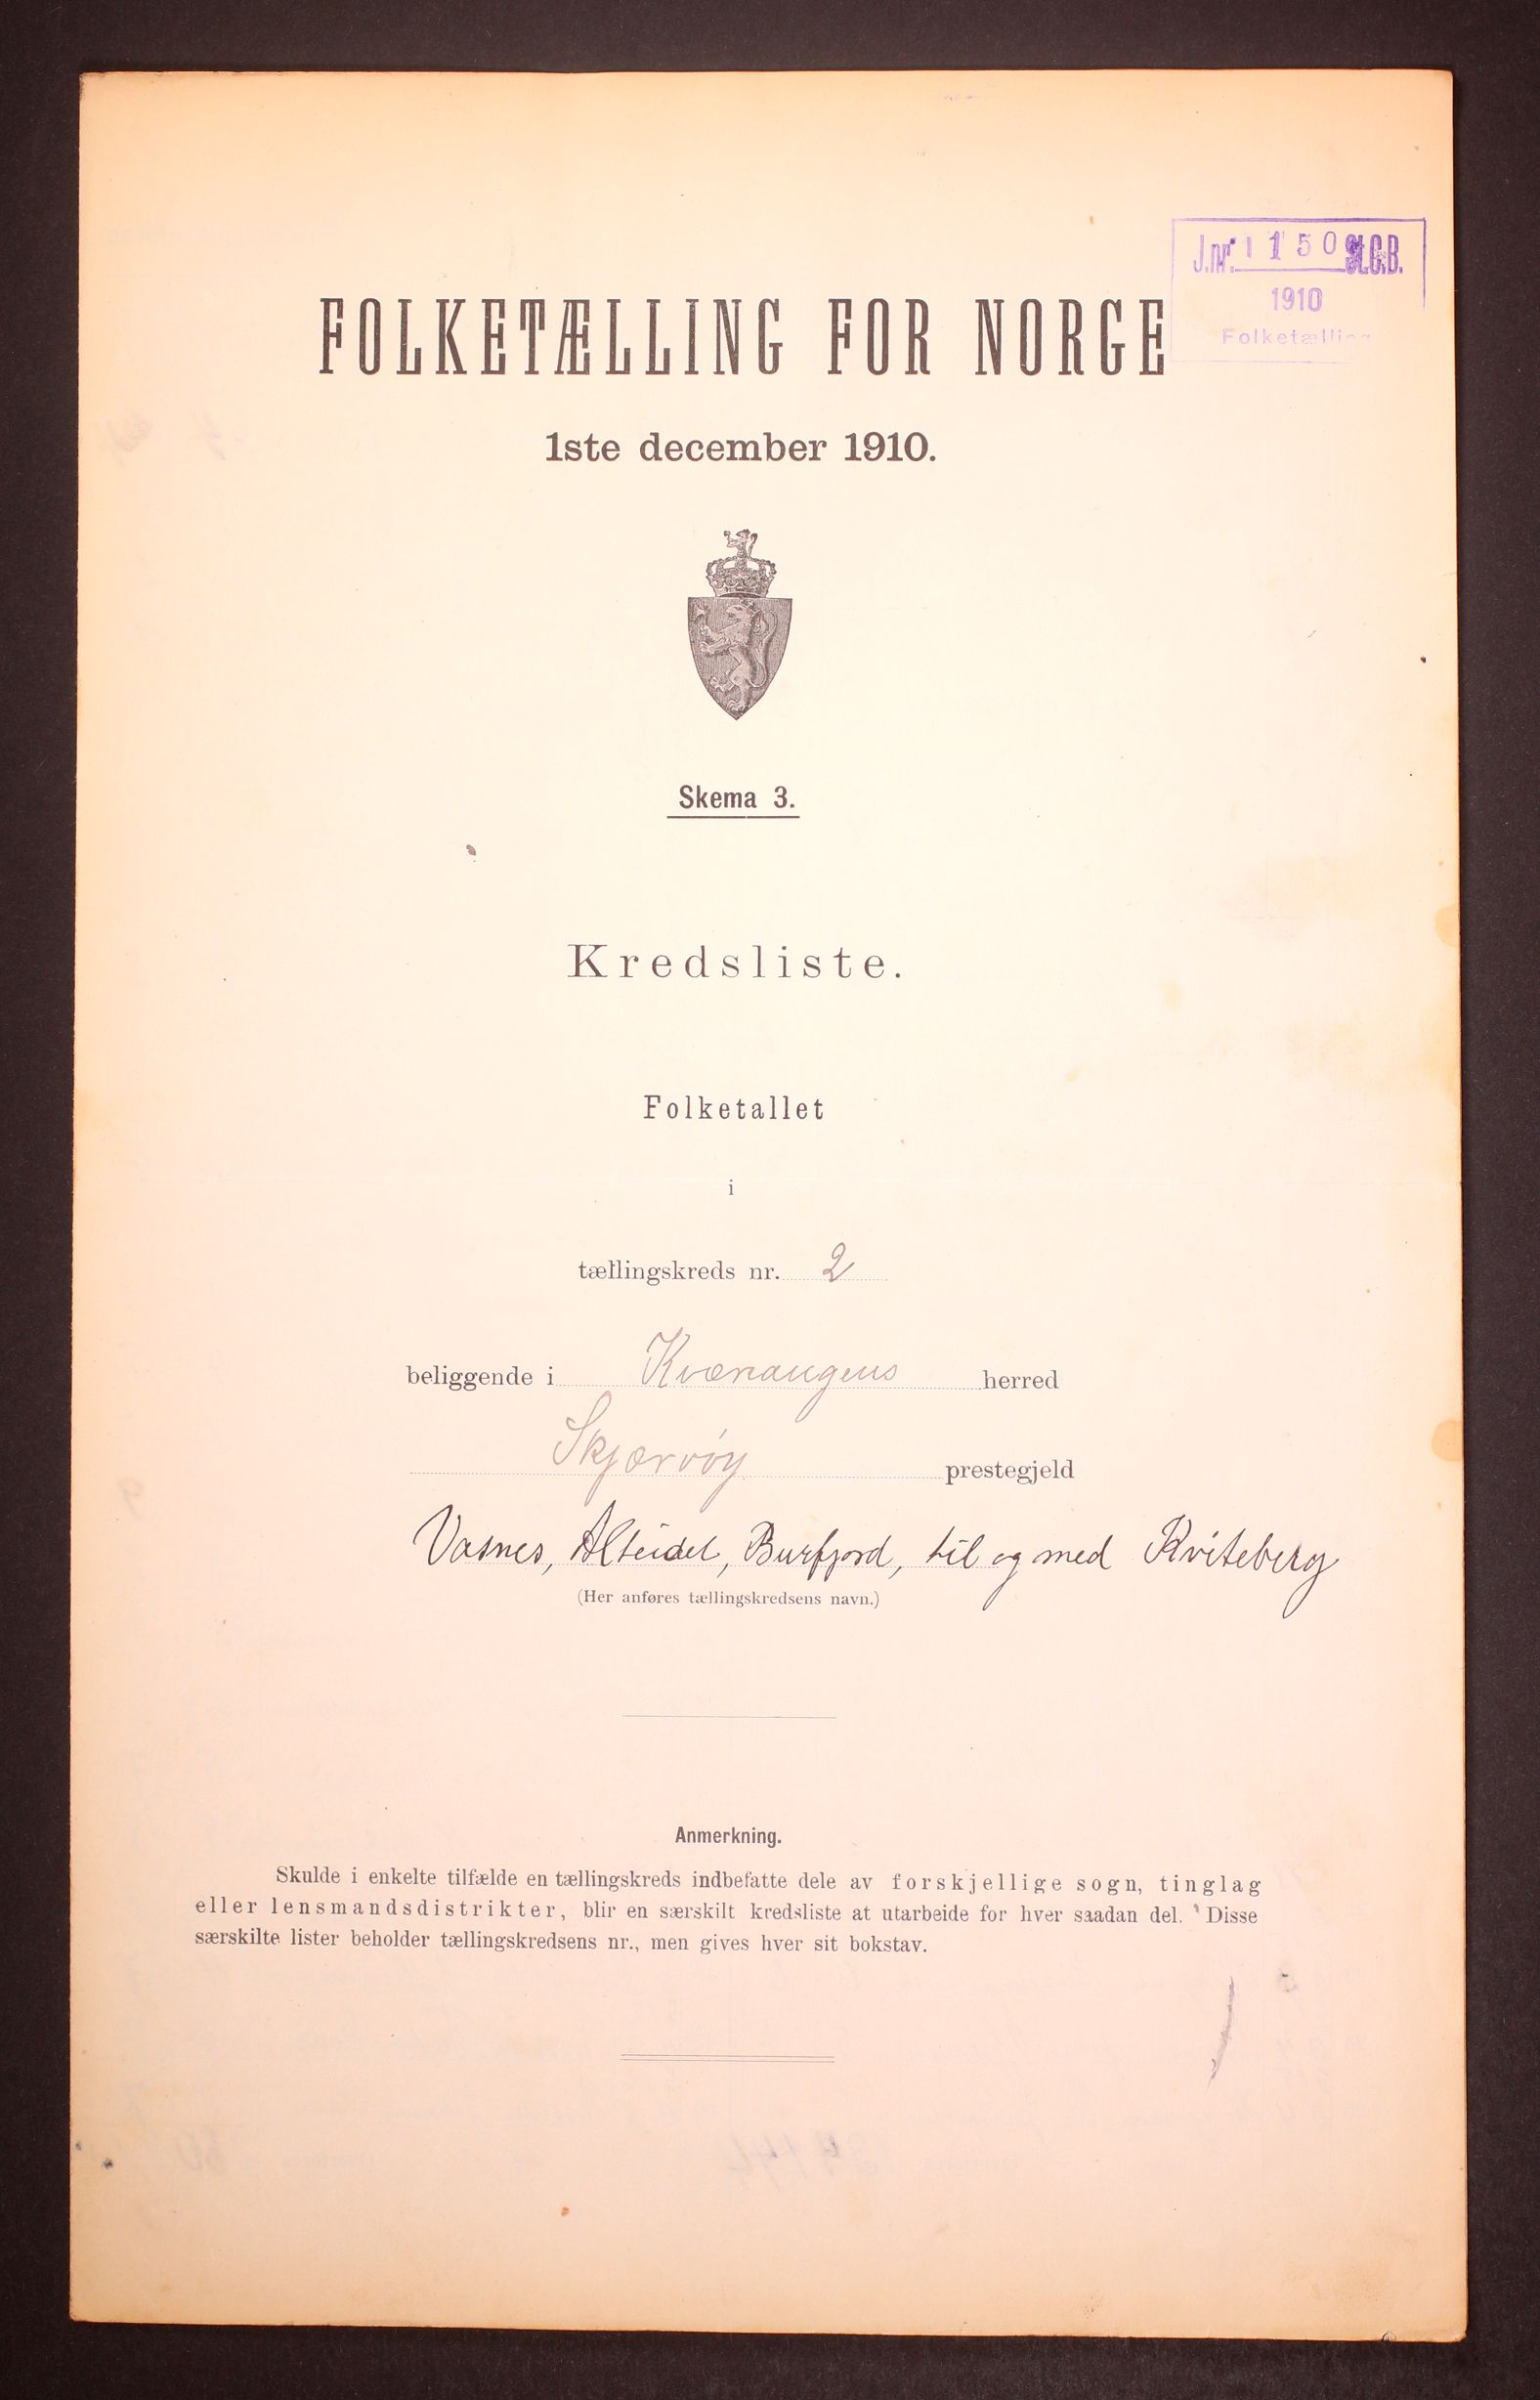 J.nr. 1150 St.C.B.
1910
Folketælling
FOLKETÆLLING FOR NORGE
1ste december 1910.
Skema 3.
Kredsliste.
Folketallet
i
tællingskreds nr. 2
beliggende i Kvænangens herred
Skjærvøy prestegjeld
Vasnes, Alteidet, Burfjord, til og med Kviteberg
(Her anføres tællingskredsens navn.)
Anmerkning.
Skulde i enkelte tilfælde en tællingskreds indbefatte dele av forskjellige sogn, tinglag
eller lensmandsdistrikter, blir en særskilt kredsliste at utarbeide for hver saadan del. Disse
særskilte lister beholder tællingskredsens nr., men gives hver sit bokstav.